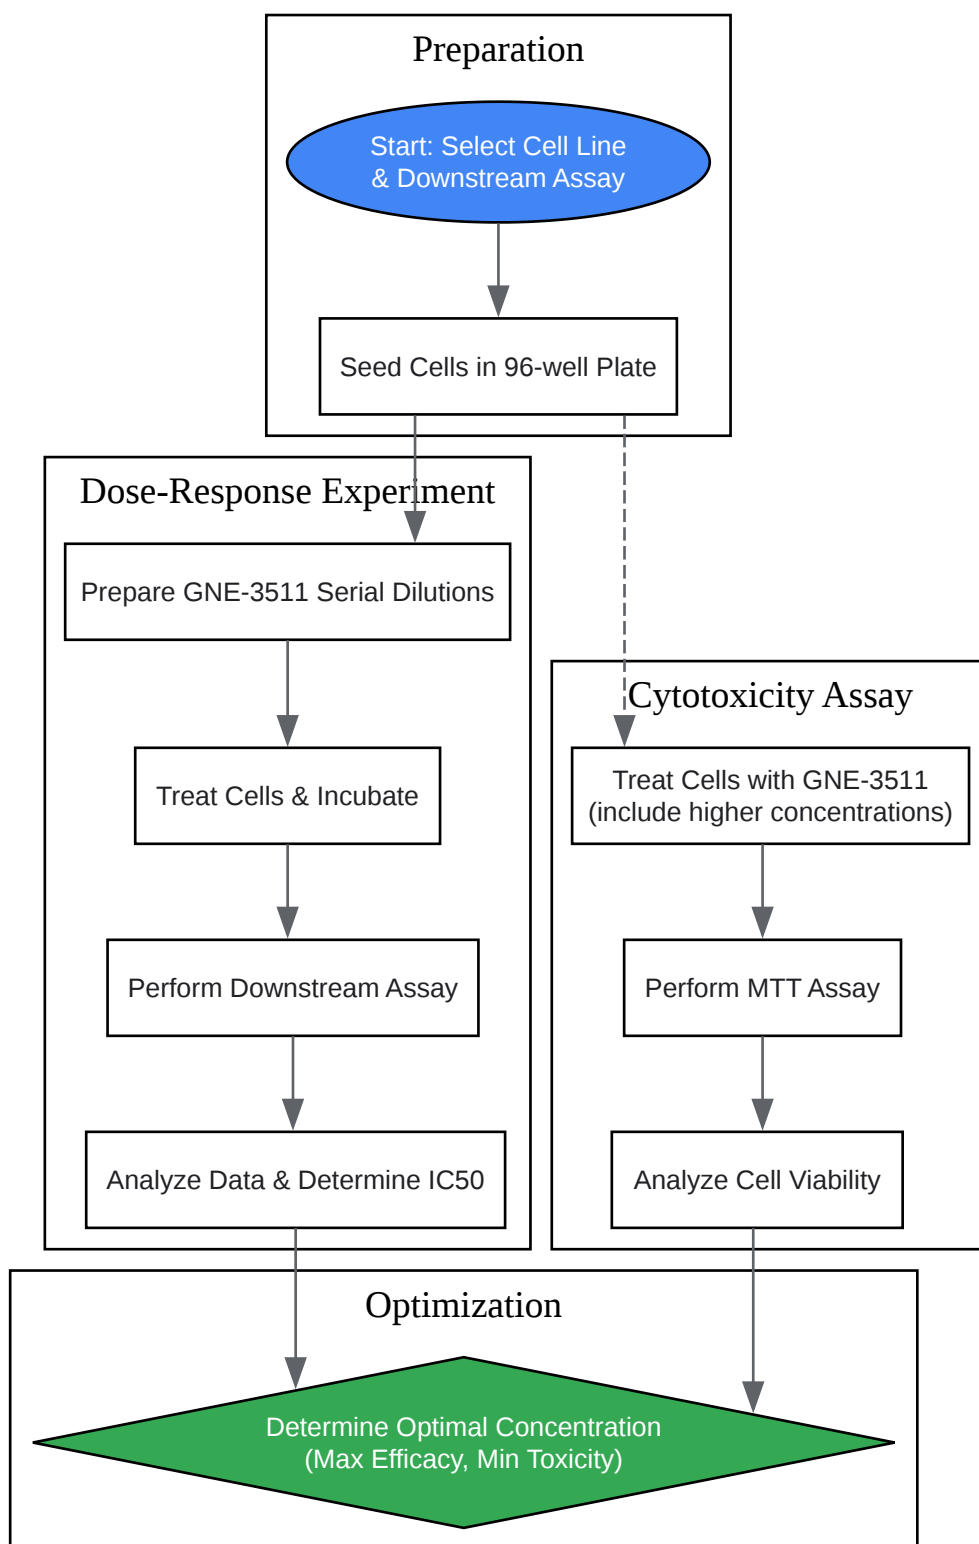 Preparation
Start: Select Cell Line
& Downstream Assay
Seed Cells in 96-well Plate
Dose-Response Experiment
Prepare GNE-3511 Serial Dilutions
Treat Cells & Incubate
Perform Downstream Assay
Analyze Data & Determine IC50
Cytotoxicity Assay
Treat Cells with GNE-3511
(include higher concentrations)
Perform MTT Assay
Analyze Cell Viability
Optimization
Determine Optimal Concentration
(Max Efficacy, Min Toxicity)